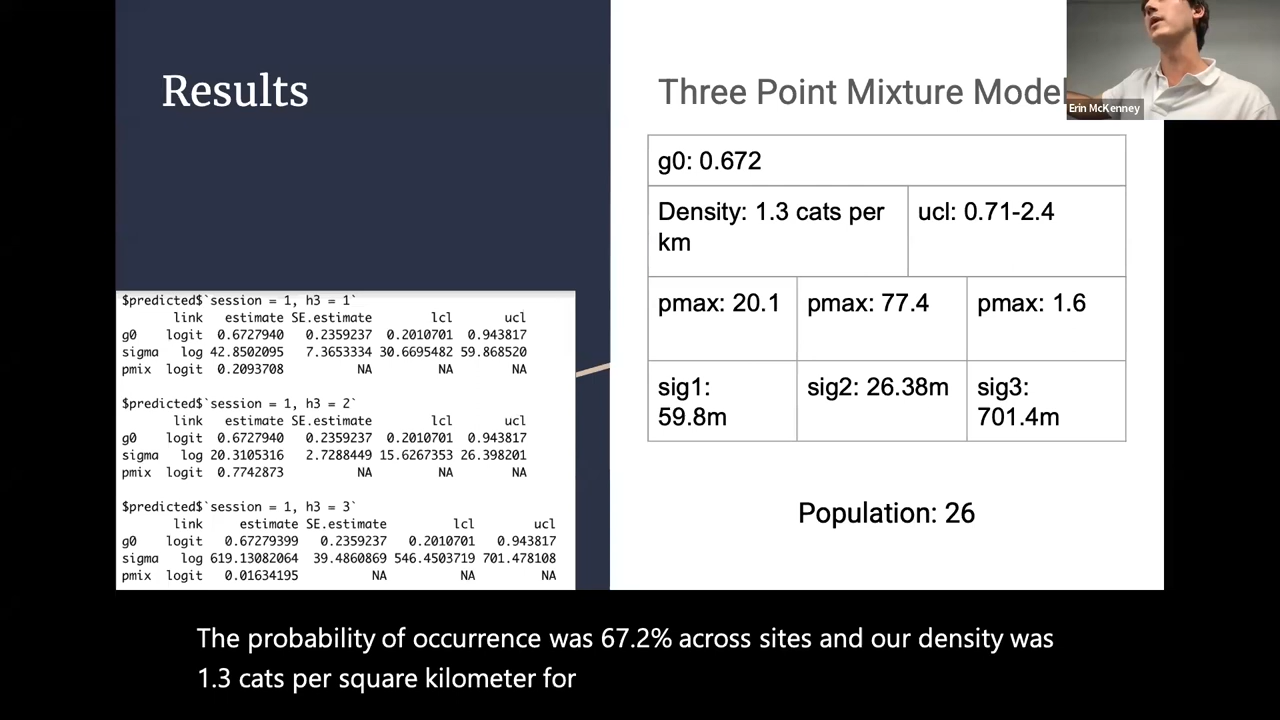 Results
Three Point Mixture Model
Erin McKenney
g0: 0.672
Density: 1.3 cats per
km
ucl: 0.71-2.4
pmax: 20.1
pmax: 77.4
pmax: 1.6
sig1:
59.8m
sig2: 26.38m
sig3:
701.4m
Population: 26
$predicted$`session = 1, h3 = 1`
link estimate SE.estimate lcl ucl
g0 logit 0.6727940 0.2359237 0.2010701 0.943817
sigma log 42.8502095 7.3653334 30.6695482 59.868520
pmix logit 0.2093708 NA NA NA
$predicted$`session = 1, h3 = 2`
link estimate SE.estimate lcl ucl
g0 logit 0.6727940 0.2359237 0.2010701 0.943817
sigma log 20.3105316 2.7288449 15.6267353 26.398201
pmix logit 0.7742873 NA NA NA
$predicted$`session = 1, h3 = 3`
link estimate SE.estimate lcl ucl
g0 logit 0.67279399 0.2359237 0.2010701 0.943817
sigma log 619.13082064 39.4860869 546.4503719 701.478108
pmix logit 0.01634195 NA NA NA
The probability of occurrence was 67.2% across sites and our density was
1.3 cats per square kilometer for